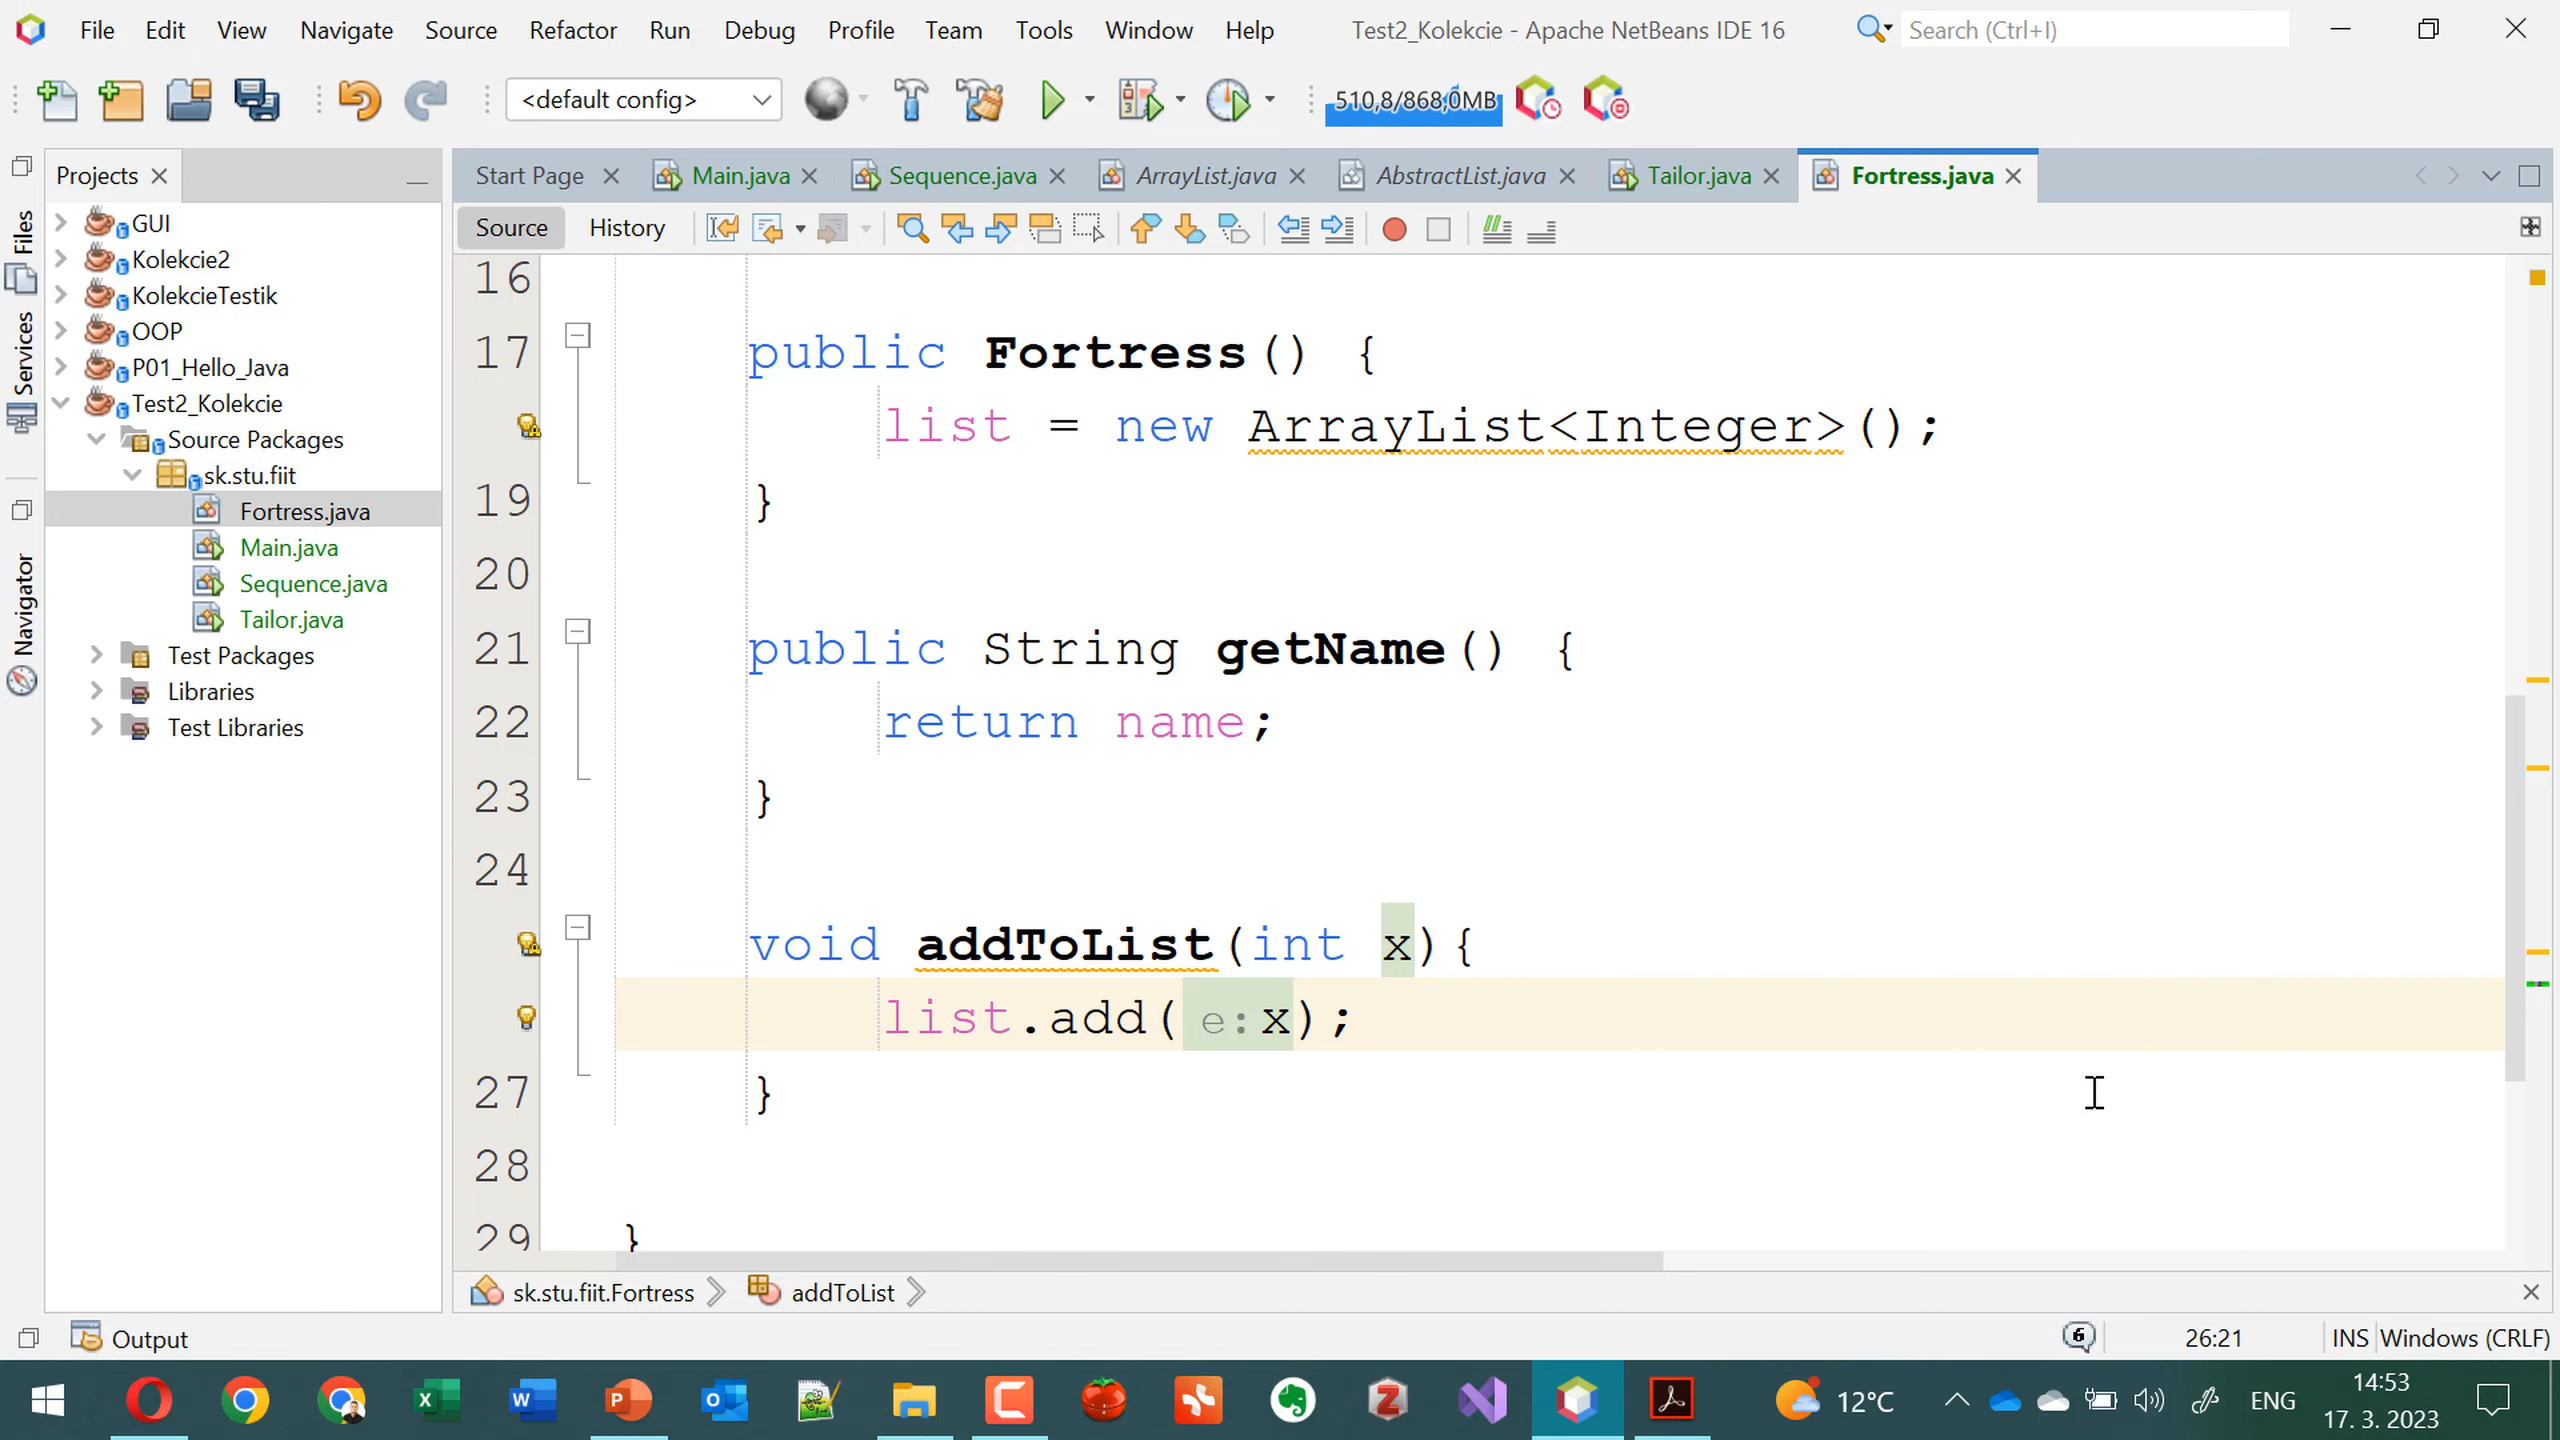 File Edit View Navigate Source Refactor Run Debug Profile Team Tools Window Help Test2_Kolekcie - Apache NetBeans IDE 16 Search (Ctrl+I)
<default config> 510,8/868,0MB
Projects
Start Page Main.java Sequence.java ArrayList.java AbstractList.java Tailor.java Fortress.java
Source History
Files
Services
Navigator
GUI
Kolekcie2
KolekcieTestik
OOP
P01_Hello_Java
Test2_Kolekcie
Source Packages
sk.stu.fiit
Fortress.java
Main.java
Sequence.java
Tailor.java
Test Packages
Libraries
Test Libraries
16
17 public Fortress() {
list = new ArrayList<Integer>();
19 }
20
21 public String getName() {
22 return name;
23 }
24
void addToList(int x){
list.add( e: x);
27 }
28
29 }
sk.stu.fiit.Fortress addToList
Output 6 26:21 INS Windows (CRLF)
12°C ENG 14:53
17. 3. 2023